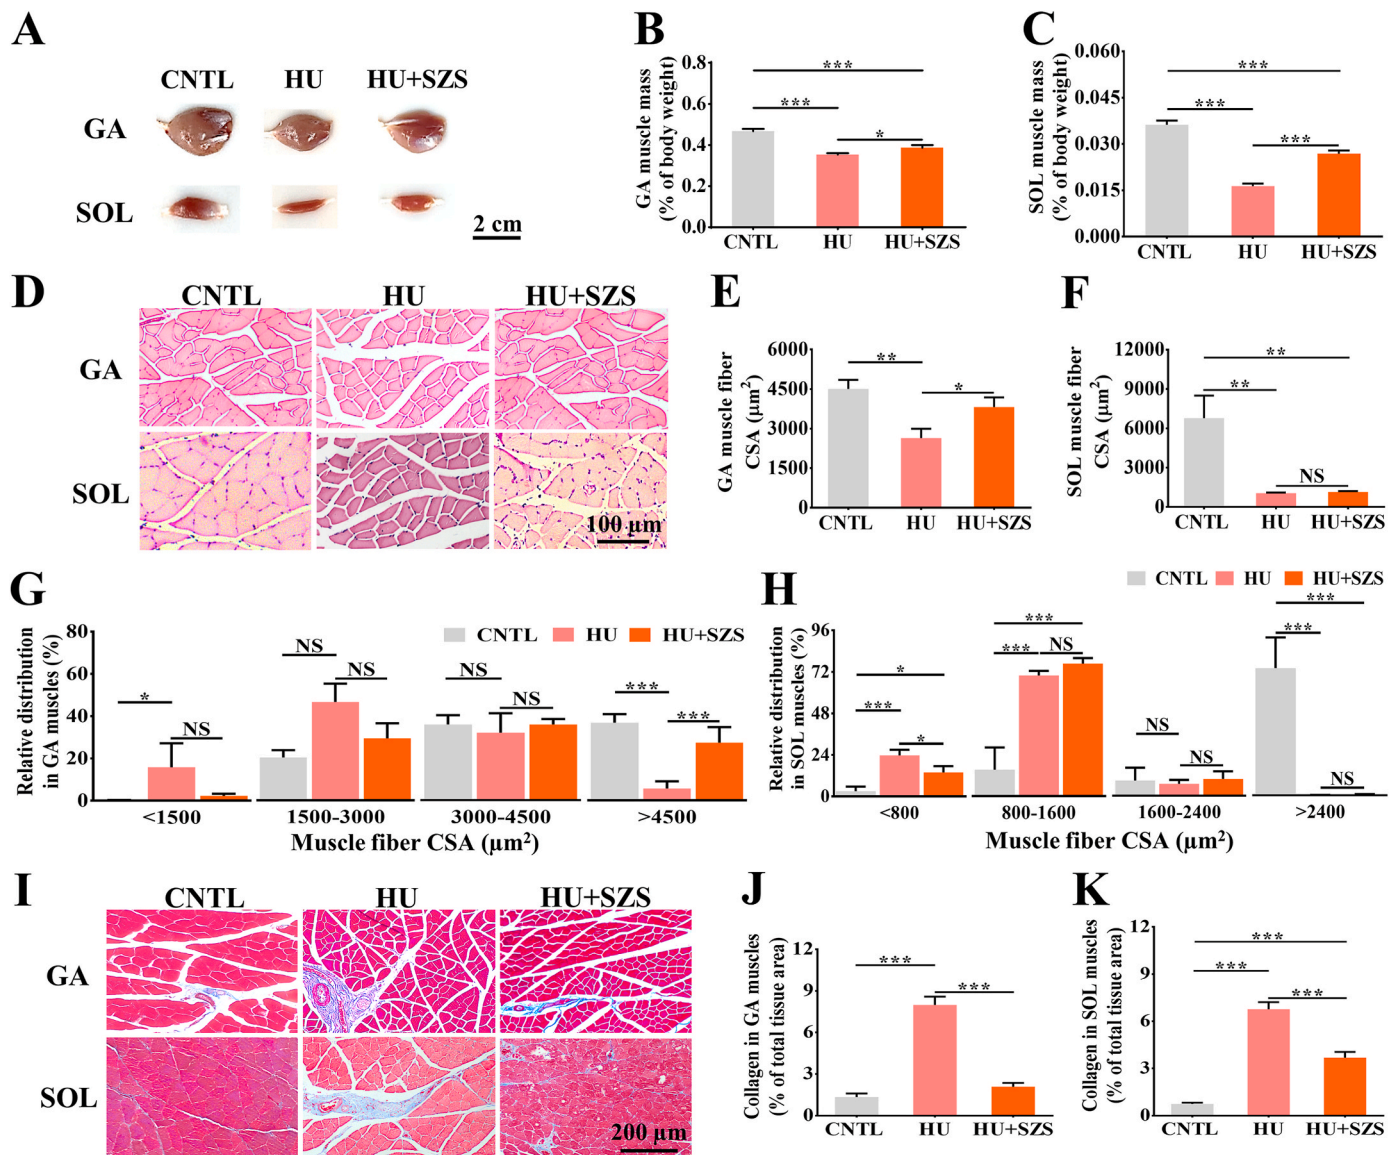 A
CNTL HU HU+SZS
GA
SOL
2 cm
B
GA muscle mass
(% of body weight)
0.8
0.6
0.4
0.2
0.0
***
***
*
CNTL HU HU+SZS
C
SOL muscle mass
(% of body weight)
0.060
0.045
0.030
0.015
0.000
***
***
***
CNTL HU HU+SZS
D
CNTL HU HU+SZS
GA
SOL
100 µm
E
GA muscle fiber
CSA (µm²)
6000
4500
3000
1500
0
**
*
CNTL HU HU+SZS
F
SOL muscle fiber
CSA (µm²)
12000
9000
6000
3000
0
**
**
NS
CNTL HU HU+SZS
G
Relative distribution
in GA muscles (%)
80
60
40
20
0
CNTL HU HU+SZS
*
NS
NS
NS
NS
NS
***
***
<1500 1500-3000 3000-4500 >4500
Muscle fiber CSA (µm²)
H
Relative distribution
in SOL muscles (%)
96
72
48
24
0
CNTL HU HU+SZS
*
***
*
***
***
NS
NS
NS
***
***
NS
<800 800-1600 1600-2400 >2400
Muscle fiber CSA (µm²)
I
CNTL HU HU+SZS
GA
SOL
200 µm
J
Collagen in GA muscles
(% of total tissue area)
12
9
6
3
0
***
***
CNTL HU HU+SZS
K
Collagen in SOL muscles
(% of total tissue area)
12
9
6
3
0
***
***
***
CNTL HU HU+SZS